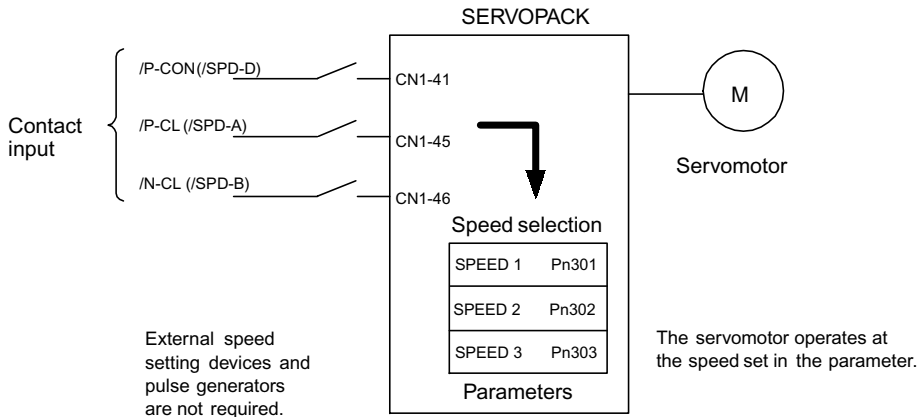 SERVOPACK
Contact
input
/P-CON(/SPD-D)
CN1-41
/P-CL (/SPD-A)
CN1-45
/N-CL (/SPD-B)
CN1-46
M
Servomotor
Speed selection
SPEED 1 Pn301
SPEED 2 Pn302
SPEED 3 Pn303
Parameters
External speed
setting devices and
pulse generators
are not required.
The servomotor operates at
the speed set in the parameter.